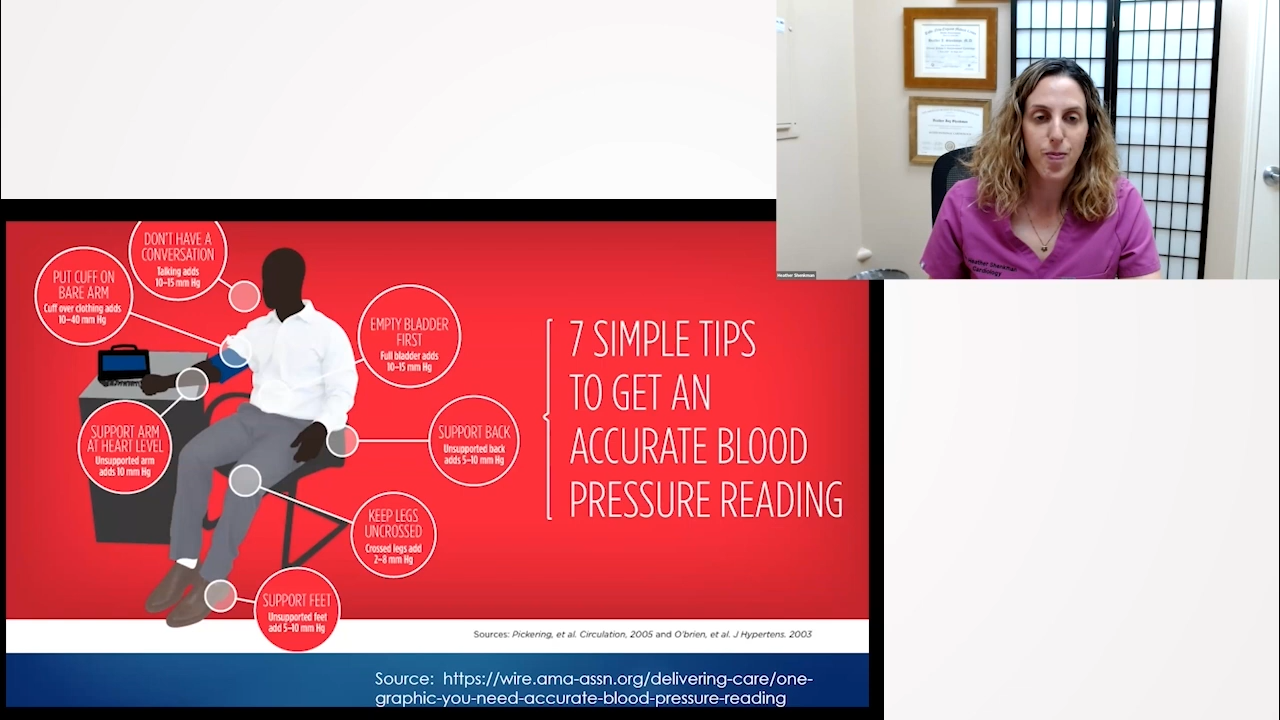 DON'T HAVE A
CONVERSATION
Talking adds
10–15 mm Hg
PUT CUFF ON
BARE ARM
Cuff over clothing adds
10–40 mm Hg
EMPTY BLADDER
FIRST
Full bladder adds
10–15 mm Hg
SUPPORT ARM
AT HEART LEVEL
Unsupported arm
adds 10 mm Hg
SUPPORT BACK
Unsupported back
adds 5–10 mm Hg
KEEP LEGS
UNCROSSED
Crossed legs add
2–8 mm Hg
SUPPORT FEET
Unsupported feet
add 5–10 mm Hg
7 SIMPLE TIPS
TO GET AN
ACCURATE BLOOD
PRESSURE READING
Sources: Pickering, et al. Circulation, 2005 and O'brien, et al. J Hypertens. 2003
Source: https://wire.ama-assn.org/delivering-care/one-
graphic-you-need-accurate-blood-pressure-reading
Heather Shenkman
Cardiology
Heather Shenkman